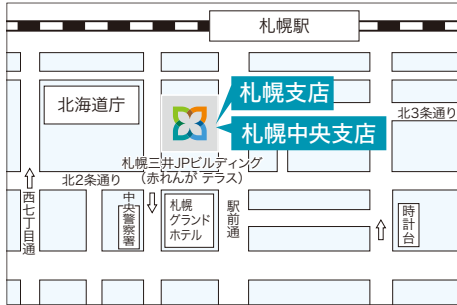 札幌駅
北海道庁
札幌支店
札幌中央支店
北3条通り
札幌三井JPビルディング
（赤れんが テラス）
北2条通り
西七丁目通
中央警察署
札幌
グランド
ホテル
駅前通
時計台